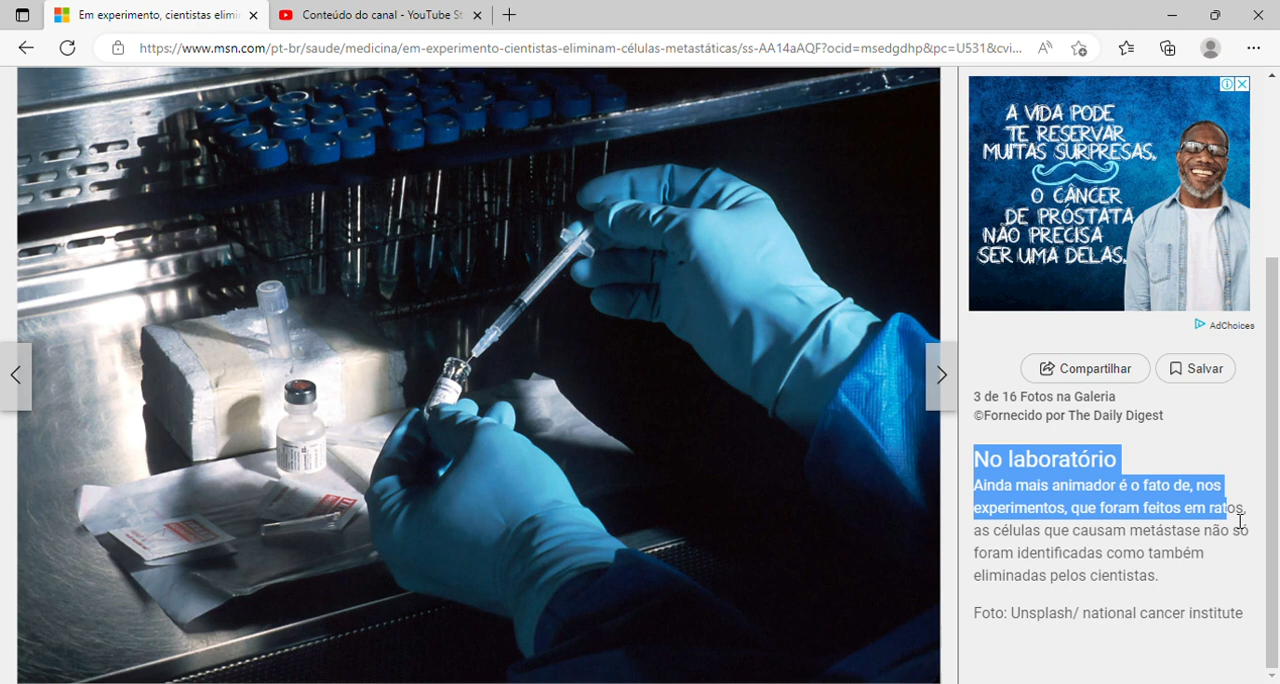 Em experimento, cientistas elimi
Conteúdo do canal - YouTube St
https://www.msn.com/pt-br/saude/medicina/em-experimento-cientistas-eliminam-células-metastáticas/ss-AA14aAQF?ocid=msedgdhp&pc=U531&cvi...
A VIDA PODE
TE RESERVAR
MUITAS SURPRESAS.
O CÂNCER
DE PRÓSTATA
NÃO PRECISA
SER UMA DELAS.
AdChoices
Compartilhar
Salvar
3 de 16 Fotos na Galeria
©Fornecido por The Daily Digest
No laboratório
Ainda mais animador é o fato de, nos
experimentos, que foram feitos em ratos,
as células que causam metástase não só
foram identificadas como também
eliminadas pelos cientistas.
Foto: Unsplash/ national cancer institute